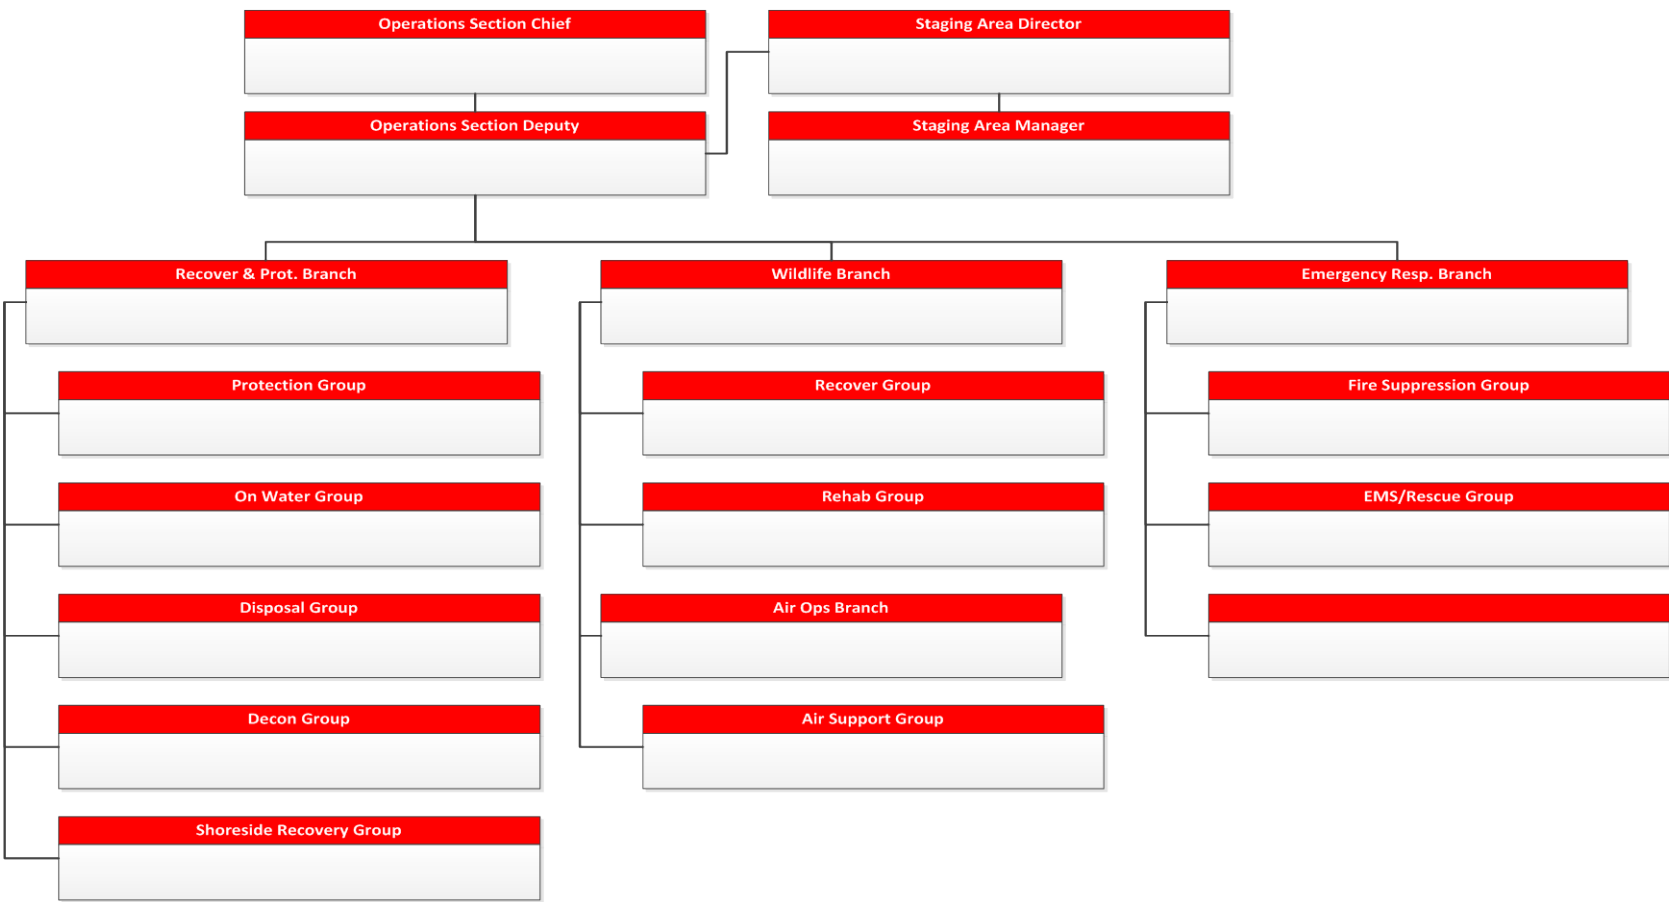 Operations Section Chief
Staging Area Director
Operations Section Deputy
Staging Area Manager
Recover & Prot. Branch
Wildlife Branch
Emergency Resp. Branch
Protection Group
Recover Group
Fire Suppression Group
On Water Group
Rehab Group
EMS/Rescue Group
Disposal Group
Air Ops Branch
Decon Group
Air Support Group
Shoreside Recovery Group